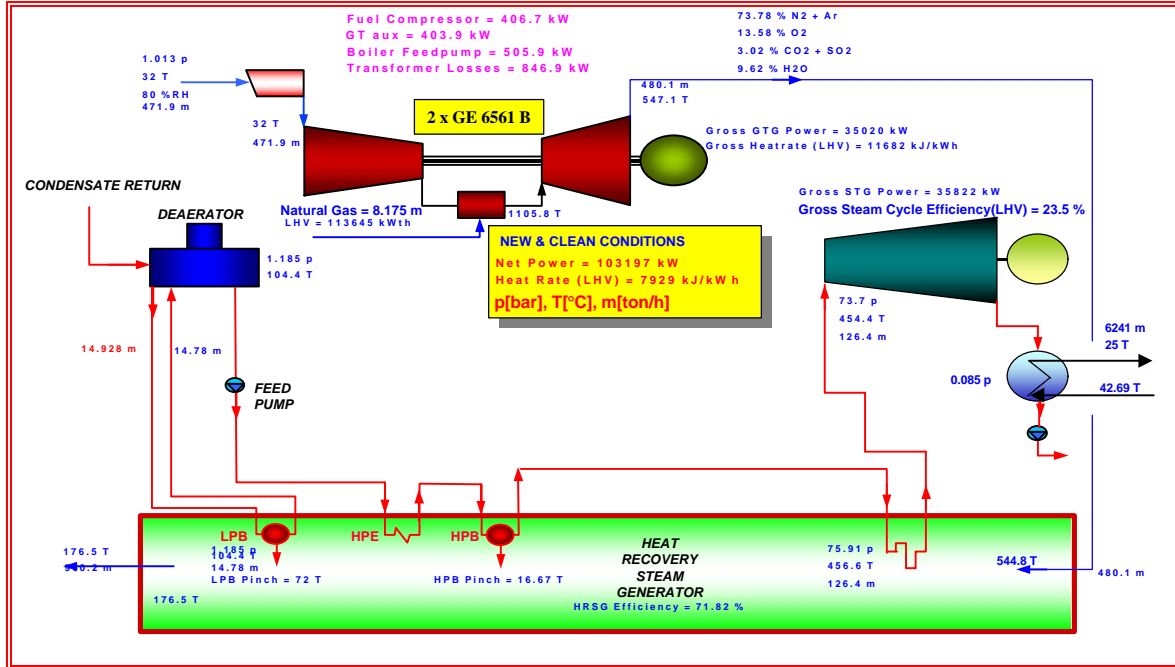 Fuel Compressor = 406.7 kW
GT aux = 403.9 kW
Boiler Feedpump = 505.9 kW
Transformer Losses = 846.9 kW
73.78 % N2 + Ar
13.58 % O2
3.02 % CO2 + SO2
9.62 % H2O
1.013 p
32 T
80 %RH
471.9 m
480.1 m
547.1 T
32 T
471.9 m
2 x GE 6561 B
Gross GTG Power = 35020 kW
Gross Heatrate (LHV) = 11682 kJ/kWh
CONDENSATE RETURN
DEAERATOR
Natural Gas = 8.175 m
LHV = 113645 kWth
1105.8 T
Gross STG Power = 35822 kW
Gross Steam Cycle Efficiency(LHV) = 23.5 %
NEW & CLEAN CONDITIONS
Net Power = 103197 kW
Heat Rate (LHV) = 7929 kJ/kWh
p[bar], T[°C], m[ton/h]
1.185 p
104.4 T
73.7 p
454.4 T
126.4 m
14.928 m
14.78 m
6241 m
25 T
0.085 p
42.69 T
FEED
PUMP
LPB
HPE
HPB
1.185 p
104.4 T
14.78 m
LPB Pinch = 72 T
HPB Pinch = 16.67 T
HEAT
RECOVERY
STEAM
GENERATOR
HRSG Efficiency = 71.82 %
75.91 p
456.6 T
126.4 m
544.8 T
480.1 m
176.5 T
176.5 T